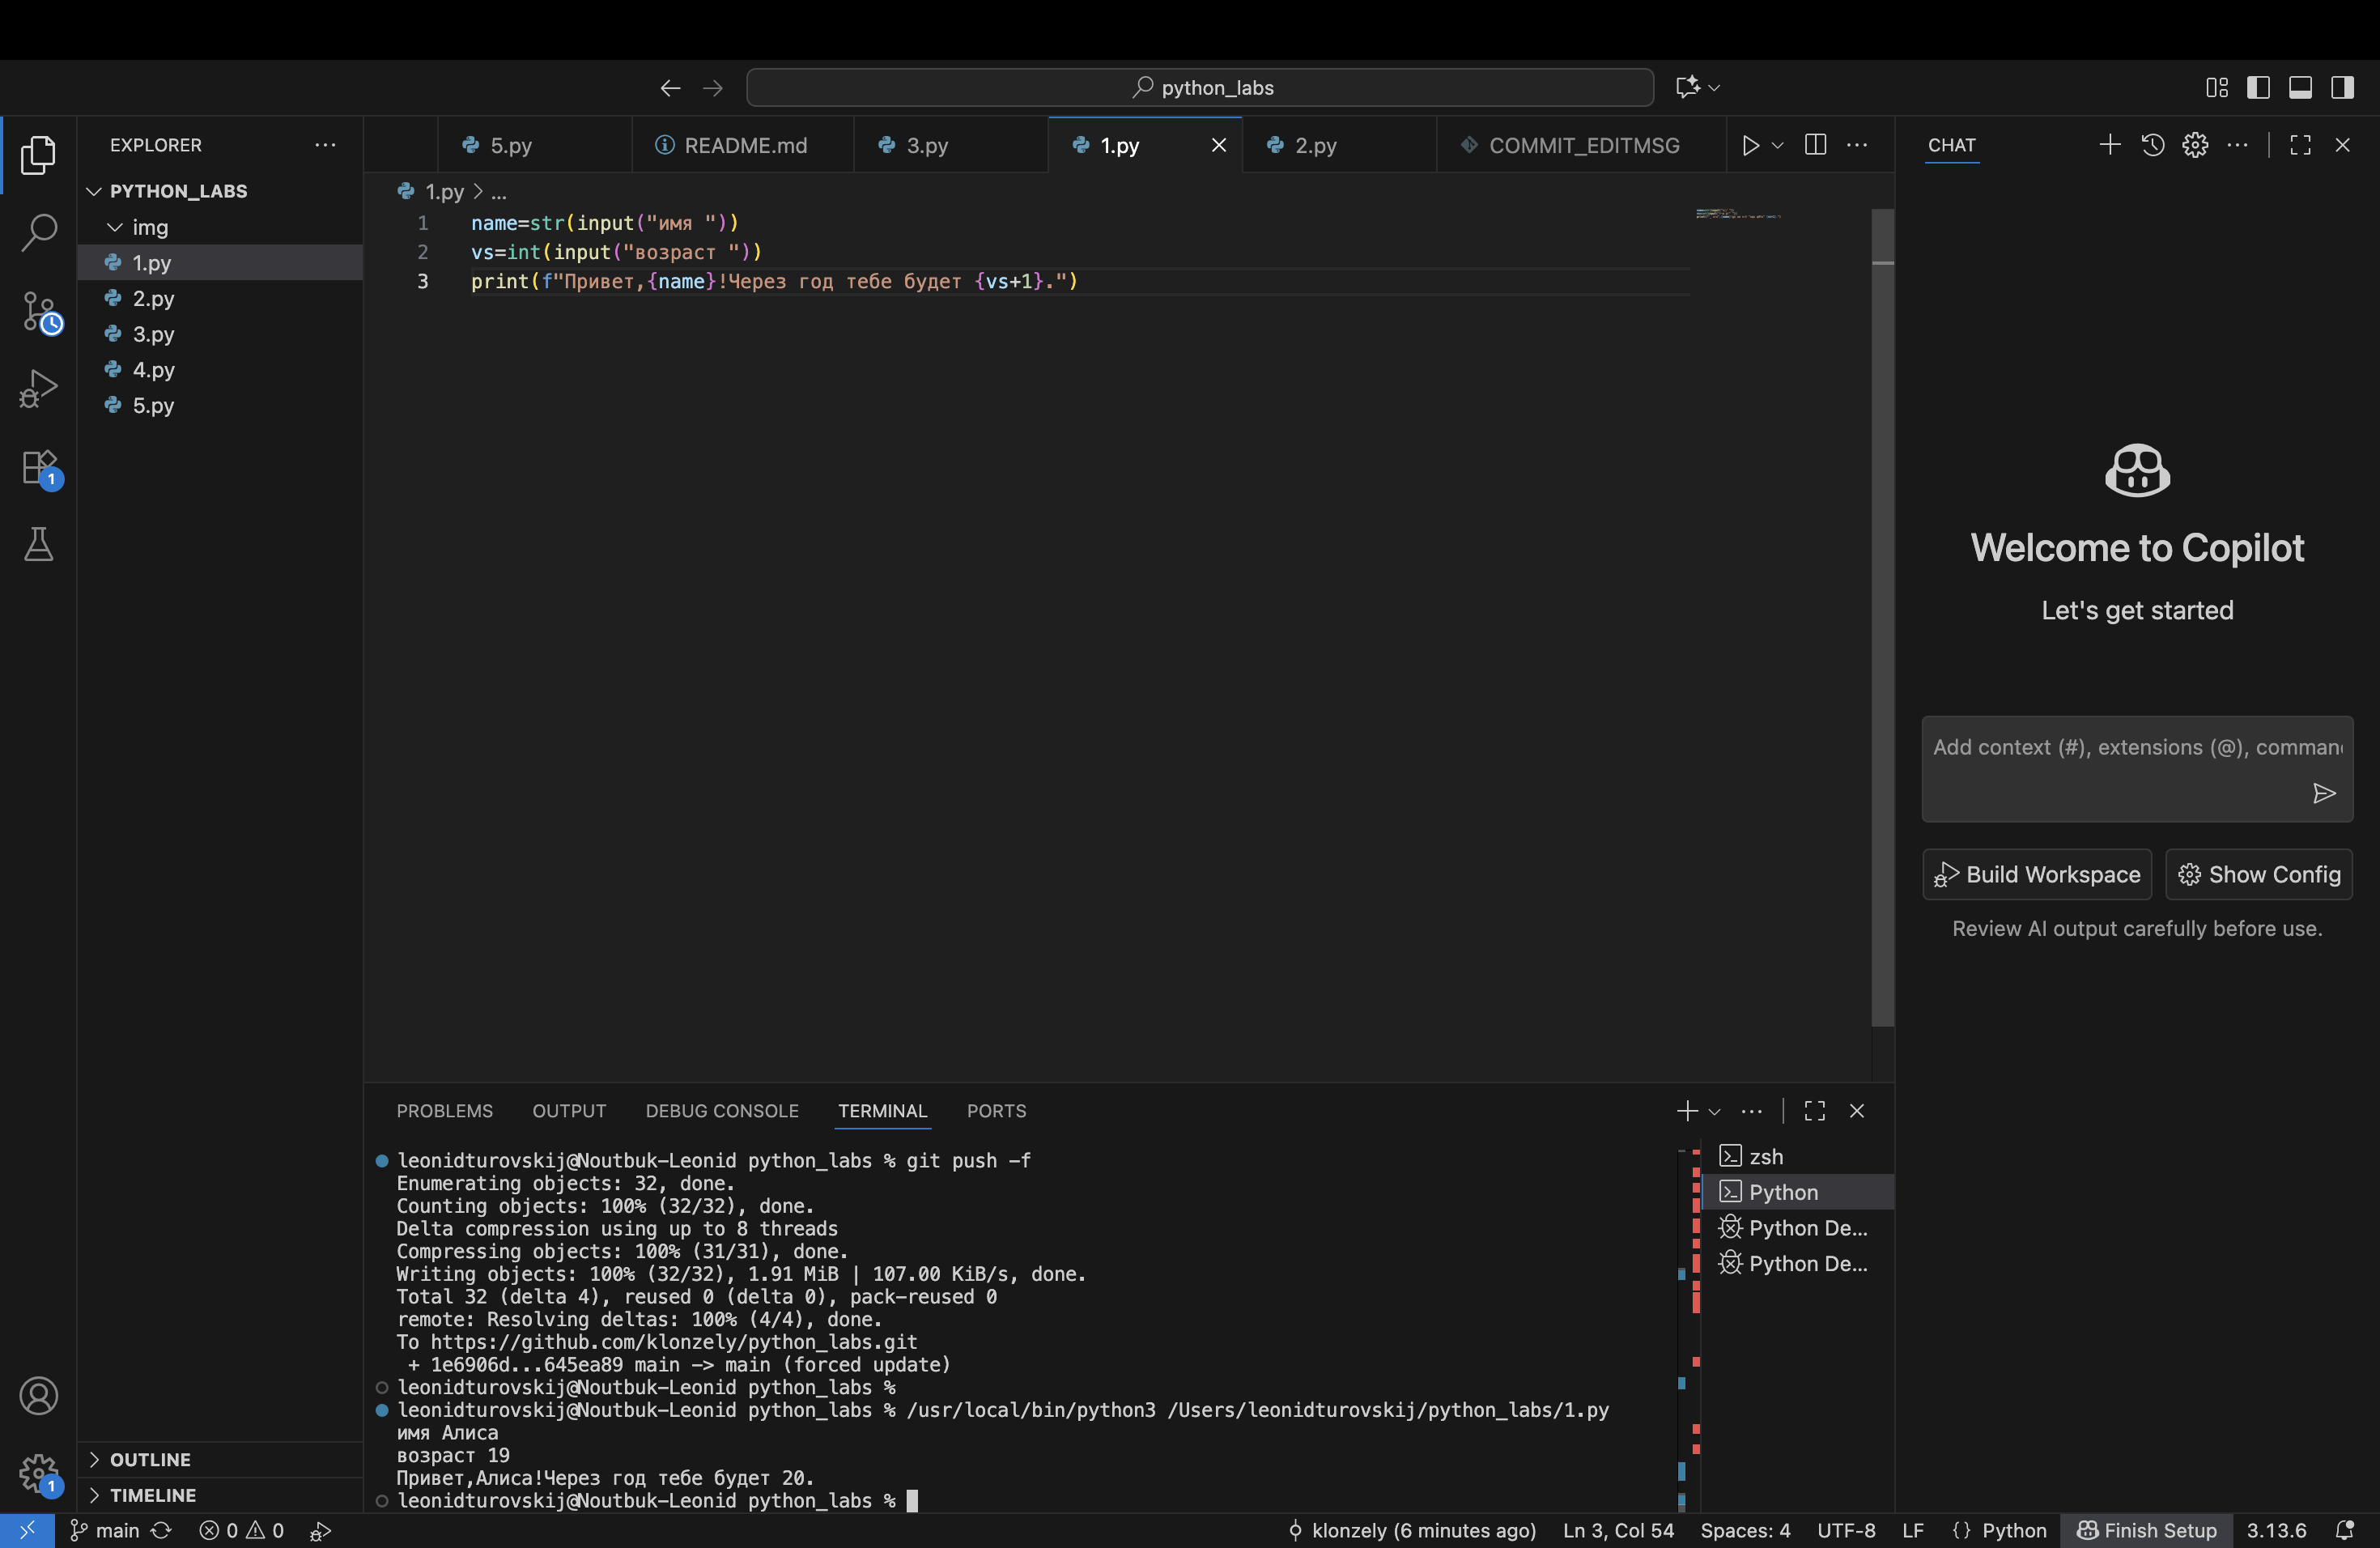 python_labs
EXPLORER
5.py
README.md
3.py
1.py
2.py
COMMIT_EDITMSG
CHAT
PYTHON_LABS
img
1.py
2.py
3.py
4.py
5.py
1.py > ...
1 name=str(input("имя "))
2 vs=int(input("возраст "))
3 print(f"Привет,{name}!Через год тебе будет {vs+1}.")
1
Welcome to Copilot
Let's get started
Add context (#), extensions (@), comman
Build Workspace
Show Config
Review AI output carefully before use.
PROBLEMS
OUTPUT
DEBUG CONSOLE
TERMINAL
PORTS
leonidturovskij@Noutbuk-Leonid python_labs % git push -f
Enumerating objects: 32, done.
Counting objects: 100% (32/32), done.
Delta compression using up to 8 threads
Compressing objects: 100% (31/31), done.
Writing objects: 100% (32/32), 1.91 MiB | 107.00 KiB/s, done.
Total 32 (delta 4), reused 0 (delta 0), pack-reused 0
remote: Resolving deltas: 100% (4/4), done.
To https://github.com/klonzely/python_labs.git
+ 1e6906d...645ea89 main -> main (forced update)
leonidturovskij@Noutbuk-Leonid python_labs %
leonidturovskij@Noutbuk-Leonid python_labs % /usr/local/bin/python3 /Users/leonidturovskij/python_labs/1.py
имя Алиса
возраст 19
Привет,Алиса!Через год тебе будет 20.
leonidturovskij@Noutbuk-Leonid python_labs %
zsh
Python
Python De...
Python De...
OUTLINE
TIMELINE
1
main
0
0
klonzely (6 minutes ago)
Ln 3, Col 54
Spaces: 4
UTF-8
LF
{} Python
Finish Setup
3.13.6